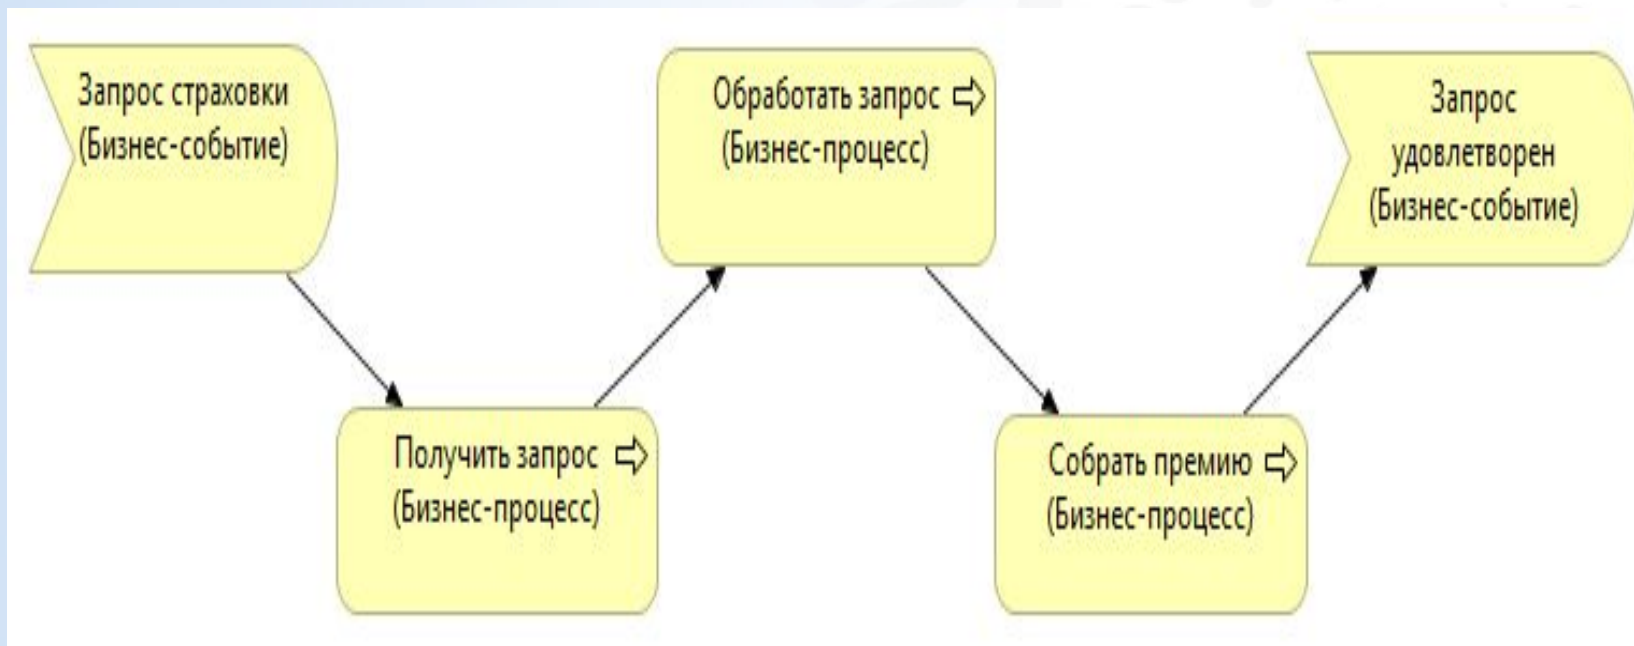 Запрос страховки
(Бизнес-событие)
Получить запрос
(Бизнес-процесс)
Обработать запрос
(Бизнес-процесс)
Собрать премию
(Бизнес-процесс)
Запрос
удовлетворен
(Бизнес-событие)